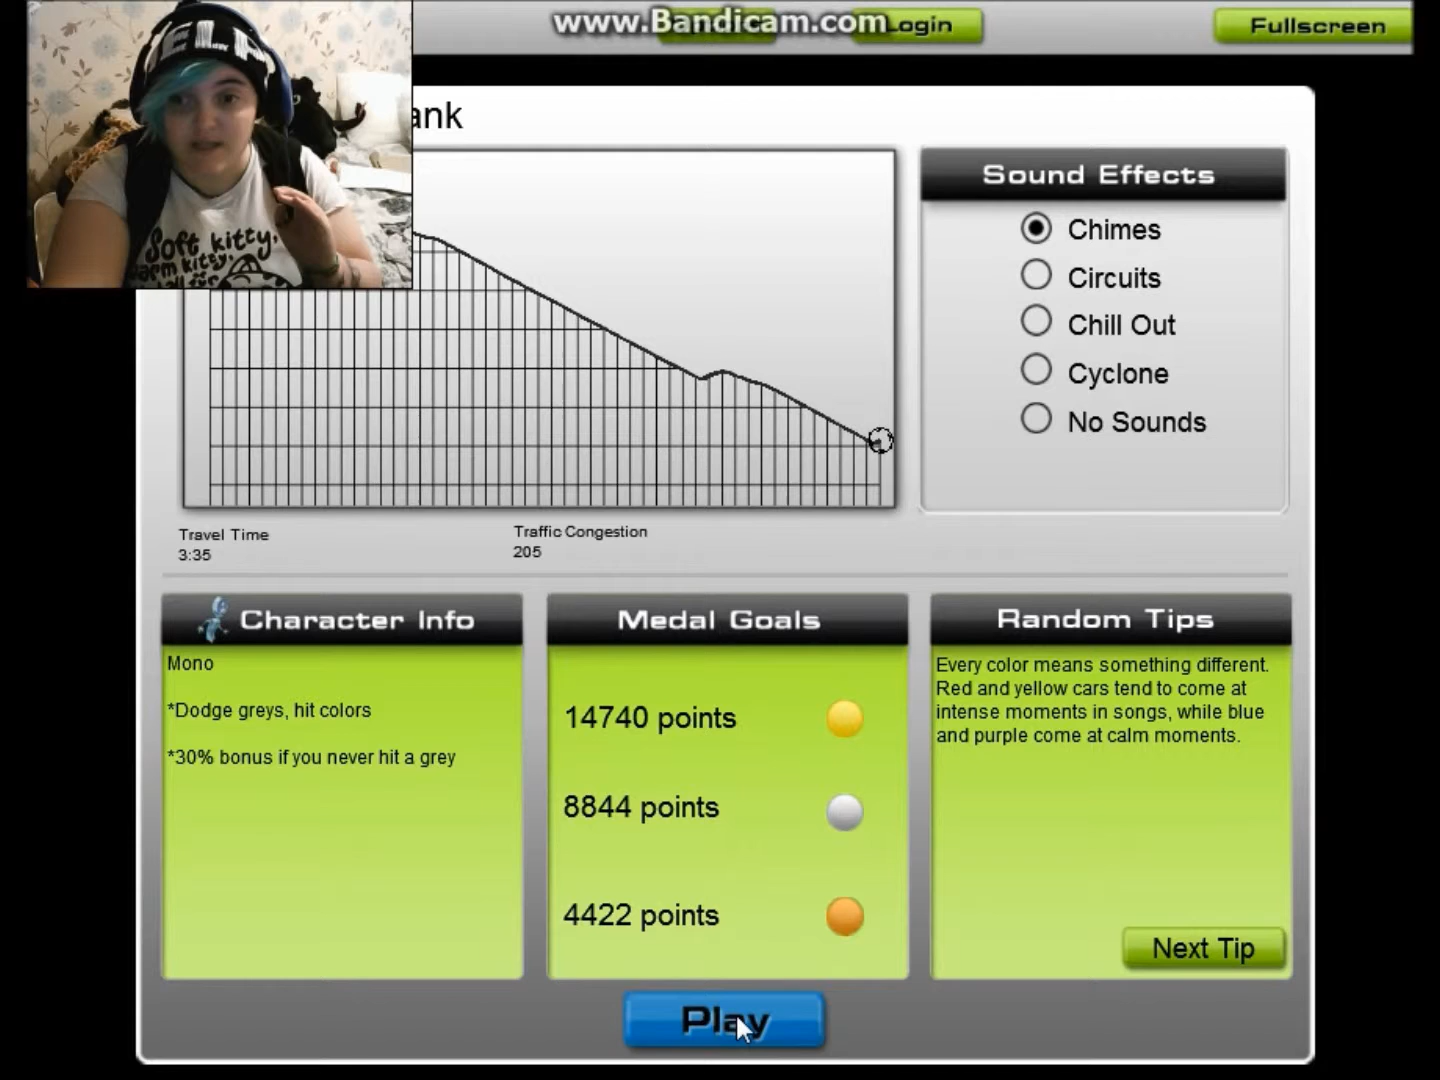 www.Bandicam.com
Login
Fullscreen
ank
Sound Effects
Chimes
Circuits
Chill Out
Cyclone
No Sounds
Travel Time
3:35
Traffic Congestion
205
Character Info
Mono
*Dodge greys, hit colors
*30% bonus if you never hit a grey
Medal Goals
14740 points
8844 points
4422 points
Random Tips
Every color means something different.
Red and yellow cars tend to come at
intense moments in songs, while blue
and purple come at calm moments.
Next Tip
Play
ELP
Soft kitty,
warm kitty,